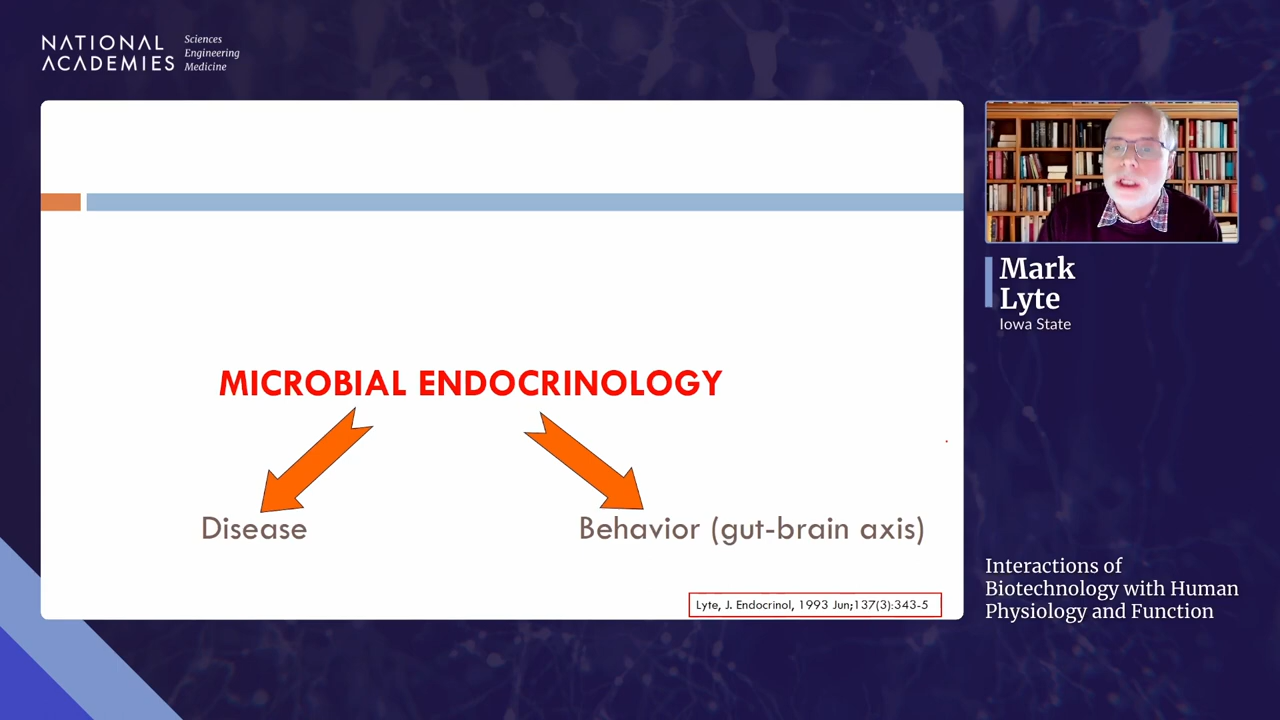 NATIONAL
ACADEMIES
Sciences
Engineering
Medicine
MICROBIAL ENDOCRINOLOGY
Disease
Behavior (gut-brain axis)
Lyte, J. Endocrinol, 1993 Jun;137(3):343-5
Mark
Lyte
Iowa State
Interactions of
Biotechnology with Human
Physiology and Function